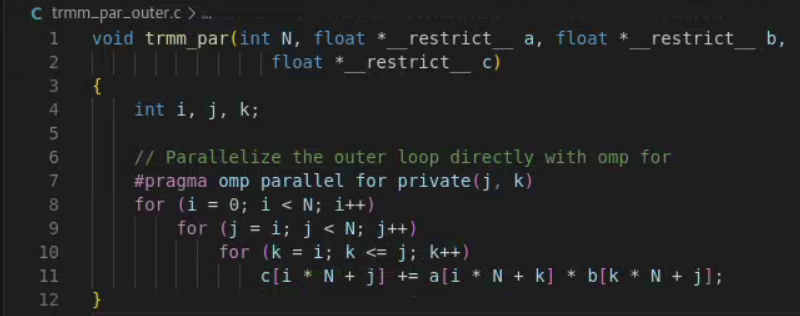 C trmm_par_outer.c > ...
1 void trmm_par(int N, float *__restrict__ a, float *__restrict__ b,
2 float *__restrict__ c)
3 {
4 int i, j, k;
5
6 // Parallelize the outer loop directly with omp for
7 #pragma omp parallel for private(j, k)
8 for (i = 0; i < N; i++)
9 for (j = i; j < N; j++)
10 for (k = i; k <= j; k++)
11 c[i * N + j] += a[i * N + k] * b[k * N + j];
12 }